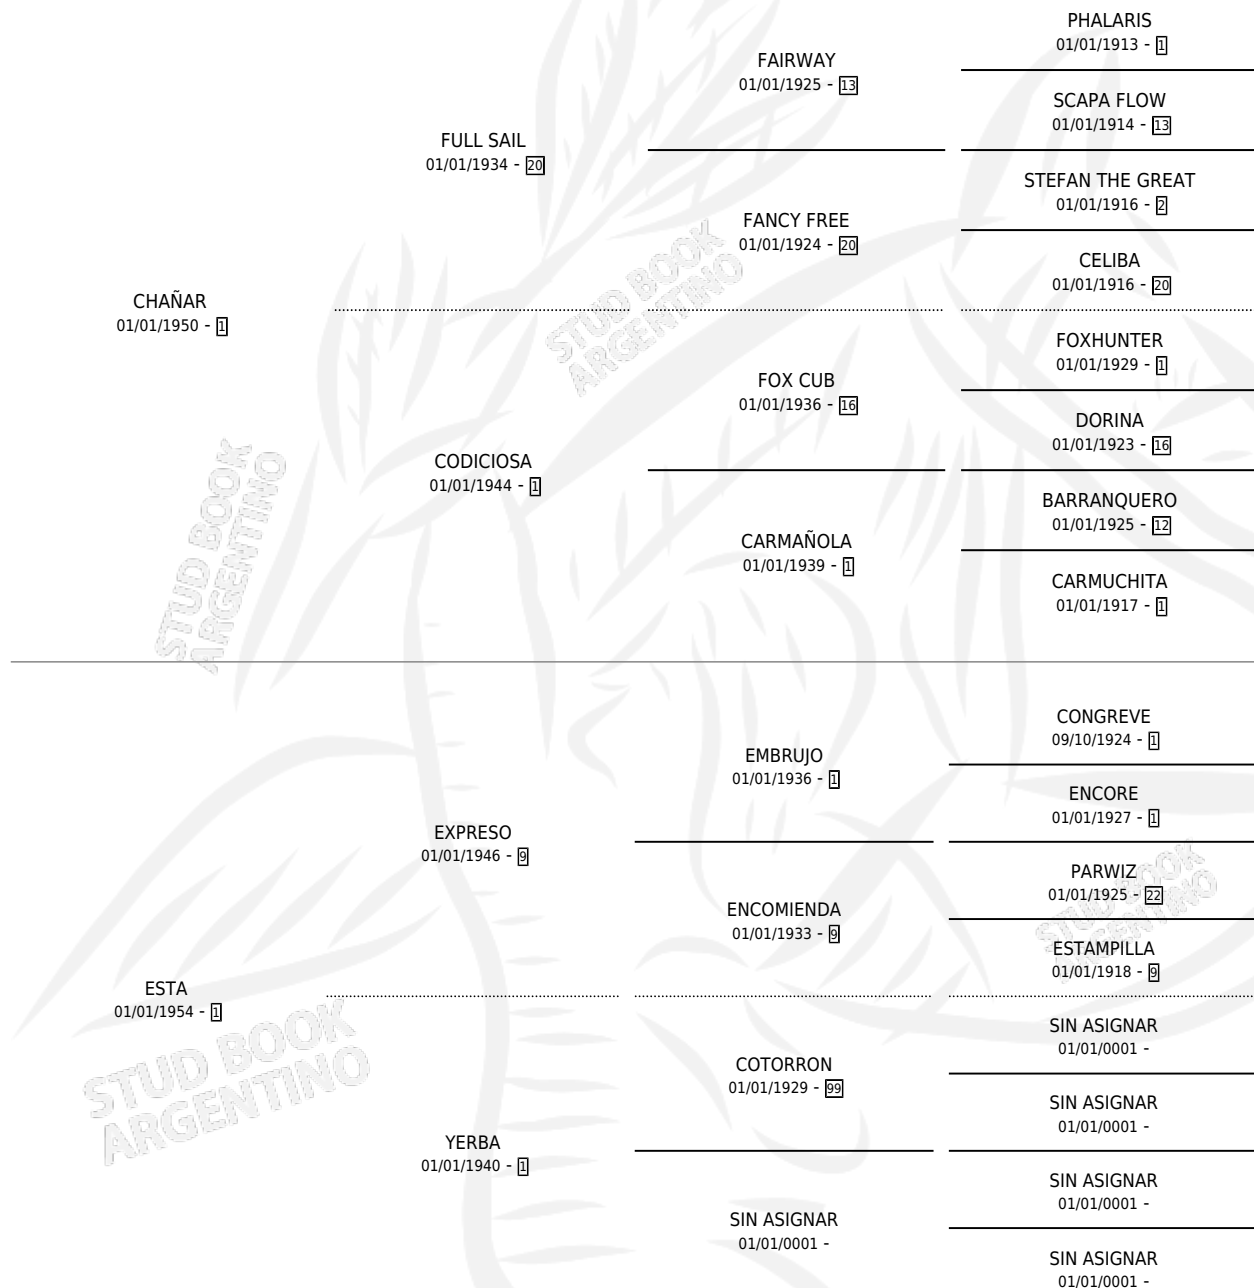 PHALARIS
01/01/1913 - 1
FAIRWAY
01/01/1925 - 13
SCAPA FLOW
01/01/1914 - 13
FULL SAIL
01/01/1934 - 20
STEFAN THE GREAT
01/01/1916 - 2
FANCY FREE
01/01/1924 - 20
CELIBA
01/01/1916 - 20
CHAÑAR
01/01/1950 - 1
FOXHUNTER
01/01/1929 - 1
FOX CUB
01/01/1936 - 16
DORINA
01/01/1923 - 16
CODICIOSA
01/01/1944 - 1
BARRANQUERO
01/01/1925 - 12
CARMAÑOLA
01/01/1939 - 1
CARMUCHITA
01/01/1917 - 1
STUD BOOK
ARGENTINO
STUD BOOK
ARGENTINO
CONGREVE
09/10/1924 - 1
EMBRUJO
01/01/1936 - 1
ENCORE
01/01/1927 - 1
EXPRESO
01/01/1946 - 9
PARWIZ
01/01/1925 - 22
ENCOMIENDA
01/01/1933 - 9
ESTAMPILLA
01/01/1918 - 9
ESTA
01/01/1954 - 1
SIN ASIGNAR
01/01/0001 -
COTORRON
01/01/1929 - 99
SIN ASIGNAR
01/01/0001 -
YERBA
01/01/1940 - 1
SIN ASIGNAR
01/01/0001 -
SIN ASIGNAR
01/01/0001 -
SIN ASIGNAR
01/01/0001 -
STUD BOOK
ARGENTINO
STUD BOOK
ARGENTINO